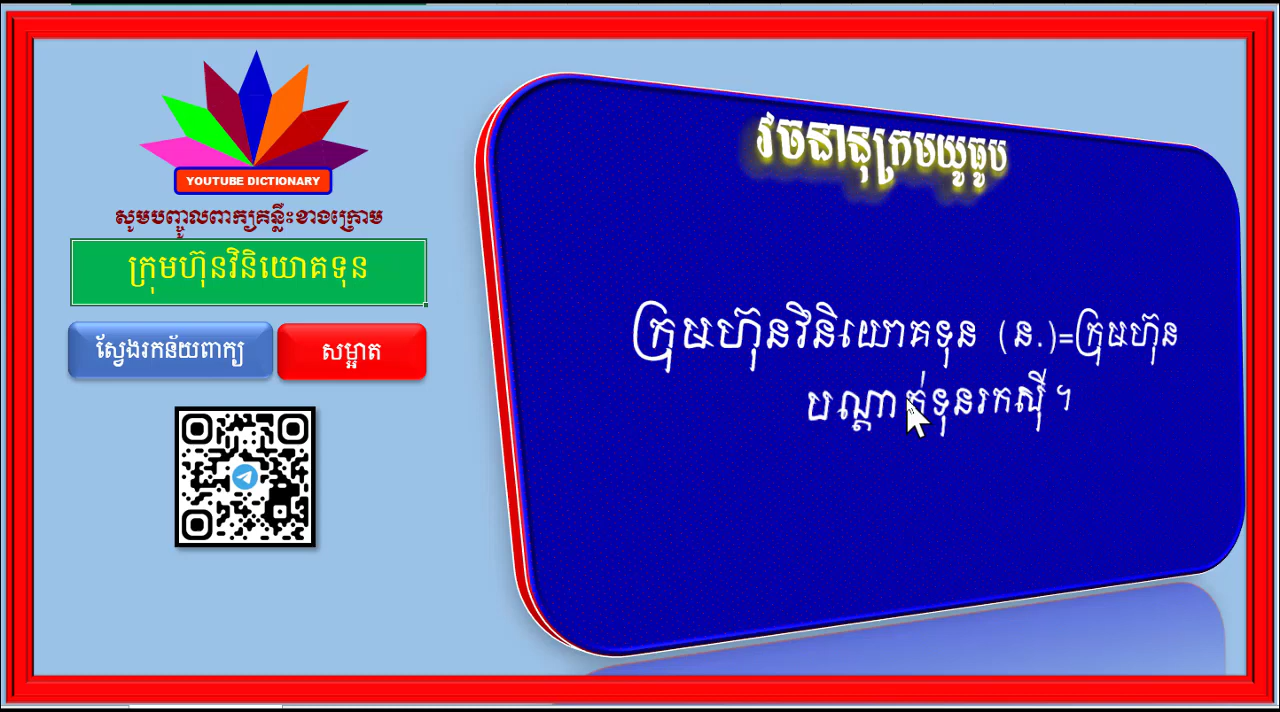 YOUTUBE DICTIONARY
សូមបញ្ចូលពាក្យគន្លឹះខាងក្រោម
ក្រុមហ៊ុនវិនិយោគទុន
ស្វែងរកន័យពាក្យ
សម្អាត
វចនានុក្រមយូធូប
ក្រុមហ៊ុនវិនិយោគទុន (ន.)=ក្រុមហ៊ុន
បណ្តាក់ទុនរកស៊ី។